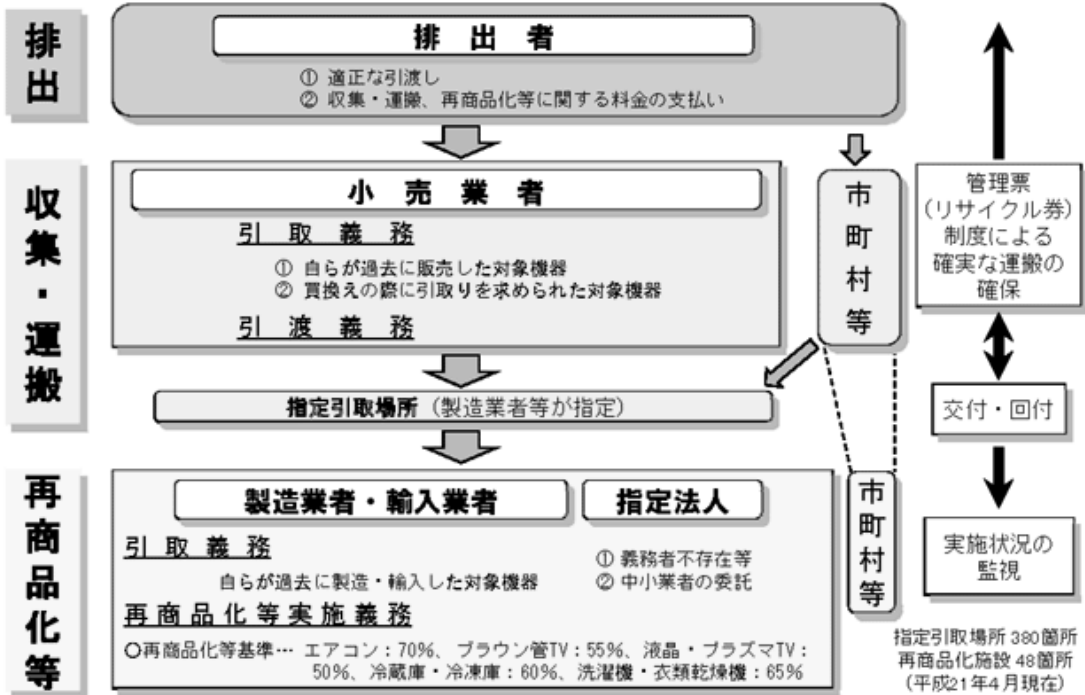 排出
排出者
① 適正な引渡し
② 収集・運搬、再商品化等に関する料金の支払い
収集・運搬
小売業者
引取義務
① 自らが過去に販売した対象機器
② 買換えの際に引取りを求められた対象機器
引渡義務
市町村等
管理票
(リサイクル券)
制度による
確実な運搬の
確保
指定引取場所(製造業者等が指定)
交付・回付
再商品化等
製造業者・輸入業者
指定法人
引取義務
自らが過去に製造・輸入した対象機器
① 義務者不存在等
② 中小業者の委託
再商品化等実施義務
○再商品化等基準… エアコン:70%、ブラウン管TV:55%、液晶・プラズマTV:
50%、冷蔵庫・冷凍庫:60%、洗濯機・衣類乾燥機:65%
市町村等
実施状況の
監視
指定引取場所 380箇所
再商品化施設 48箇所
(平成21年4月現在)